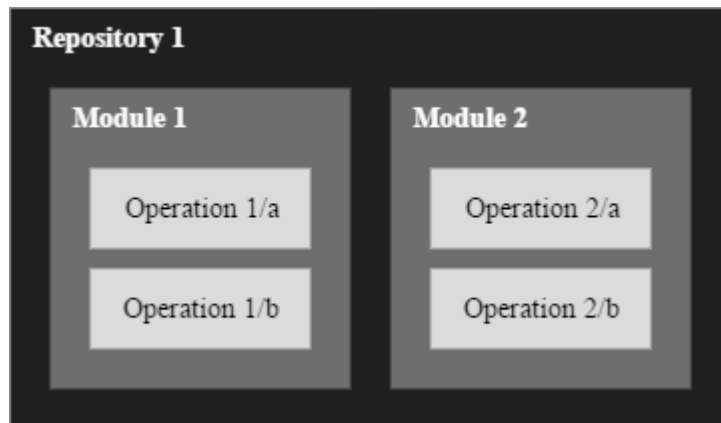 Repository 1
Module 1
Operation 1/a
Operation 1/b
Module 2
Operation 2/a
Operation 2/b